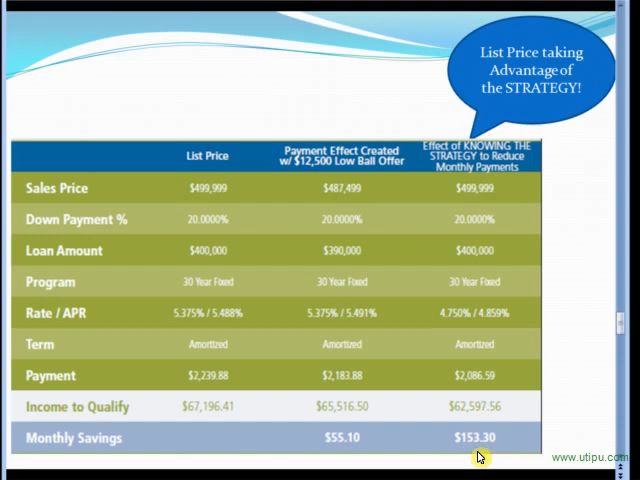 List Price taking
Advantage of
the STRATEGY!
List Price
Payment Effect Created
w/ $12,500 Low Ball Offer
Effect of KNOWING THE
STRATEGY to Reduce
Monthly Payments
Sales Price $499,999 $487,499 $499,999
Down Payment % 20.0000% 20.0000% 20.0000%
Loan Amount $400,000 $390,000 $400,000
Program 30 Year Fixed 30 Year Fixed 30 Year Fixed
Rate / APR 5.375% / 5.488% 5.375% / 5.491% 4.750% / 4.859%
Term Amortized Amortized Amortized
Payment $2,239.88 $2,183.88 $2,086.59
Income to Qualify $67,196.41 $65,516.50 $62,597.56
Monthly Savings $55.10 $153.30
www.utipu.com